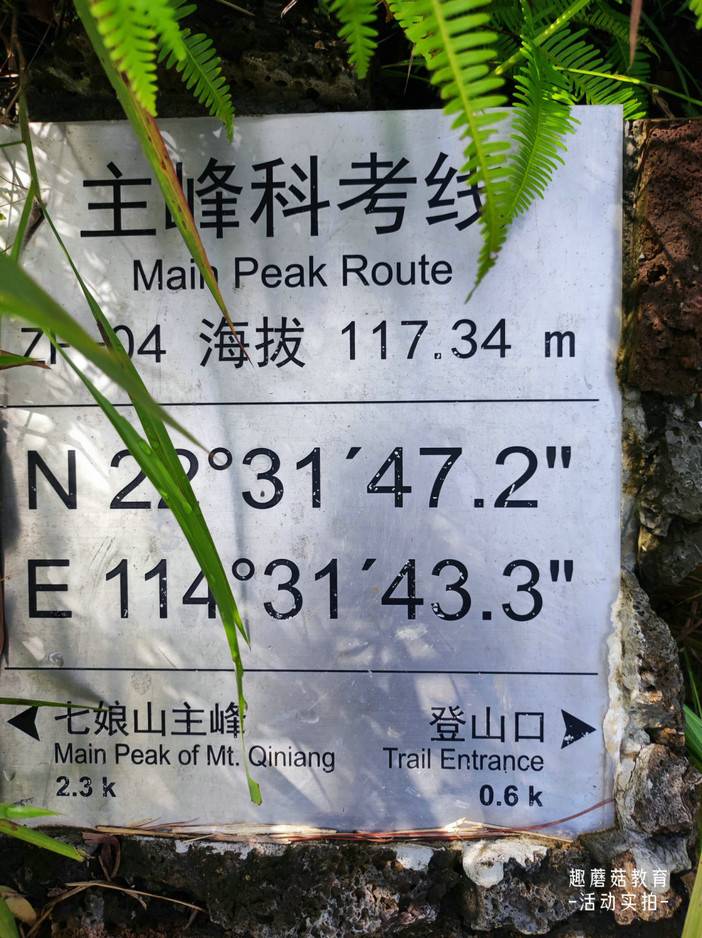 主峰科考线
Main Peak Route
04 海拔 117.34 m
N 22°31′47.2"
E 114°31′43.3"
七娘山主峰
Main Peak of Mt. Qiniang
2.3 k
登山口
Trail Entrance
0.6 k
趣蘑菇教育
-活动实拍-